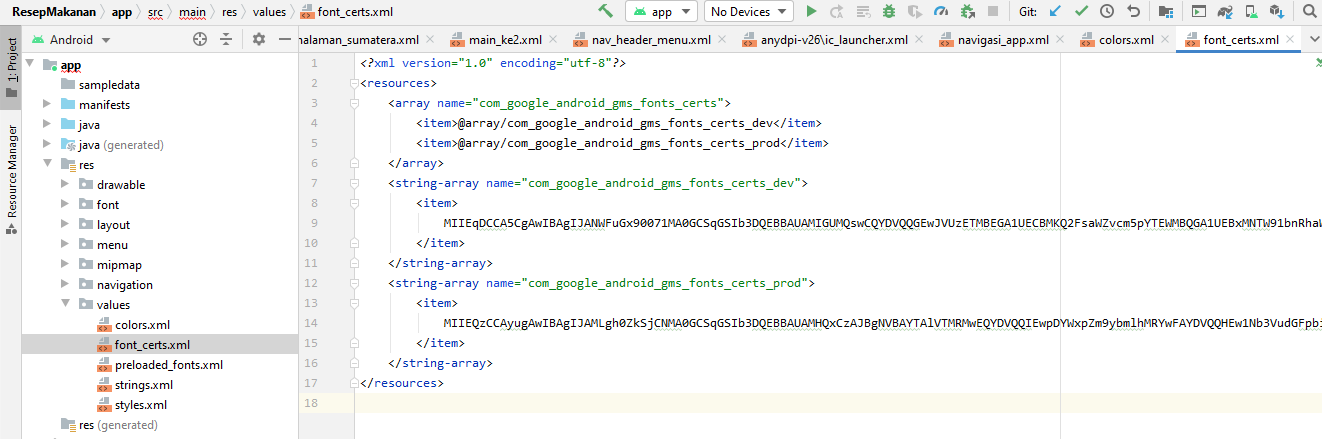 ResepMakanan app src main res values font_certs.xml app No Devices Git:
Android halaman_sumatera.xml main_ke2.xml nav_header_menu.xml anydpi-v26\ic_launcher.xml navigasi_app.xml colors.xml font_certs.xml
1: Project
Resource Manager
app
sampledata
manifests
java
java (generated)
res
drawable
font
layout
menu
mipmap
navigation
values
colors.xml
font_certs.xml
preloaded_fonts.xml
strings.xml
styles.xml
res (generated)
1 <?xml version="1.0" encoding="utf-8"?>
2 <resources>
3 <array name="com_google_android_gms_fonts_certs">
4 <item>@array/com_google_android_gms_fonts_certs_dev</item>
5 <item>@array/com_google_android_gms_fonts_certs_prod</item>
6 </array>
7 <string-array name="com_google_android_gms_fonts_certs_dev">
8 <item>
9 MIIEqDCCA5CgAwIBAgIJANWFuGx90071MA0GCSqGSIb3DQEBBAUAMIGUMQswCQYDVQQGEwJVUzETMBEGA1UECBMKQ2FsaWZvcm5pYTEWMBQGA1UEBxMNTW91bnRhaW
10 </item>
11 </string-array>
12 <string-array name="com_google_android_gms_fonts_certs_prod">
13 <item>
14 MIIEQzCCAyugAwIBAgIJAMLgh0ZkSjCNMA0GCSqGSIb3DQEBBAUAMHQxCzAJBgNVBAYTAlVTMRMwEQYDVQQIEwpDYWxpZm9ybmlhMRYwFAYDVQQHEw1Nb3VudGFpbi
15 </item>
16 </string-array>
17 </resources>
18